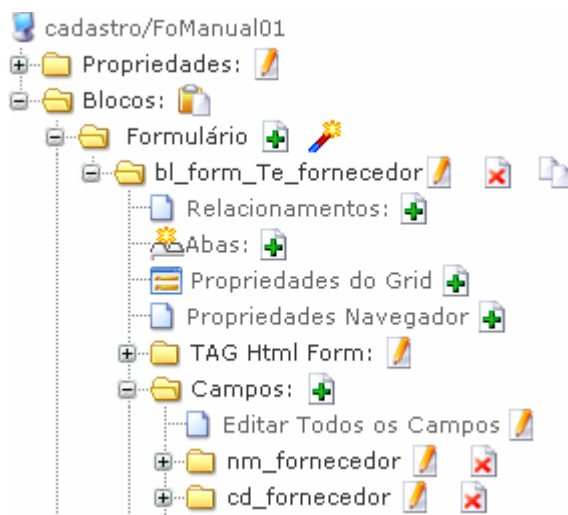 cadastro/FoManual01
Propriedades:
Blocos:
Formulário
bl_form_Te_fornecedor
Relacionamentos:
Abas:
Propriedades do Grid
Propriedades Navegador
TAG Html Form:
Campos:
Editar Todos os Campos
nm_fornecedor
cd_fornecedor